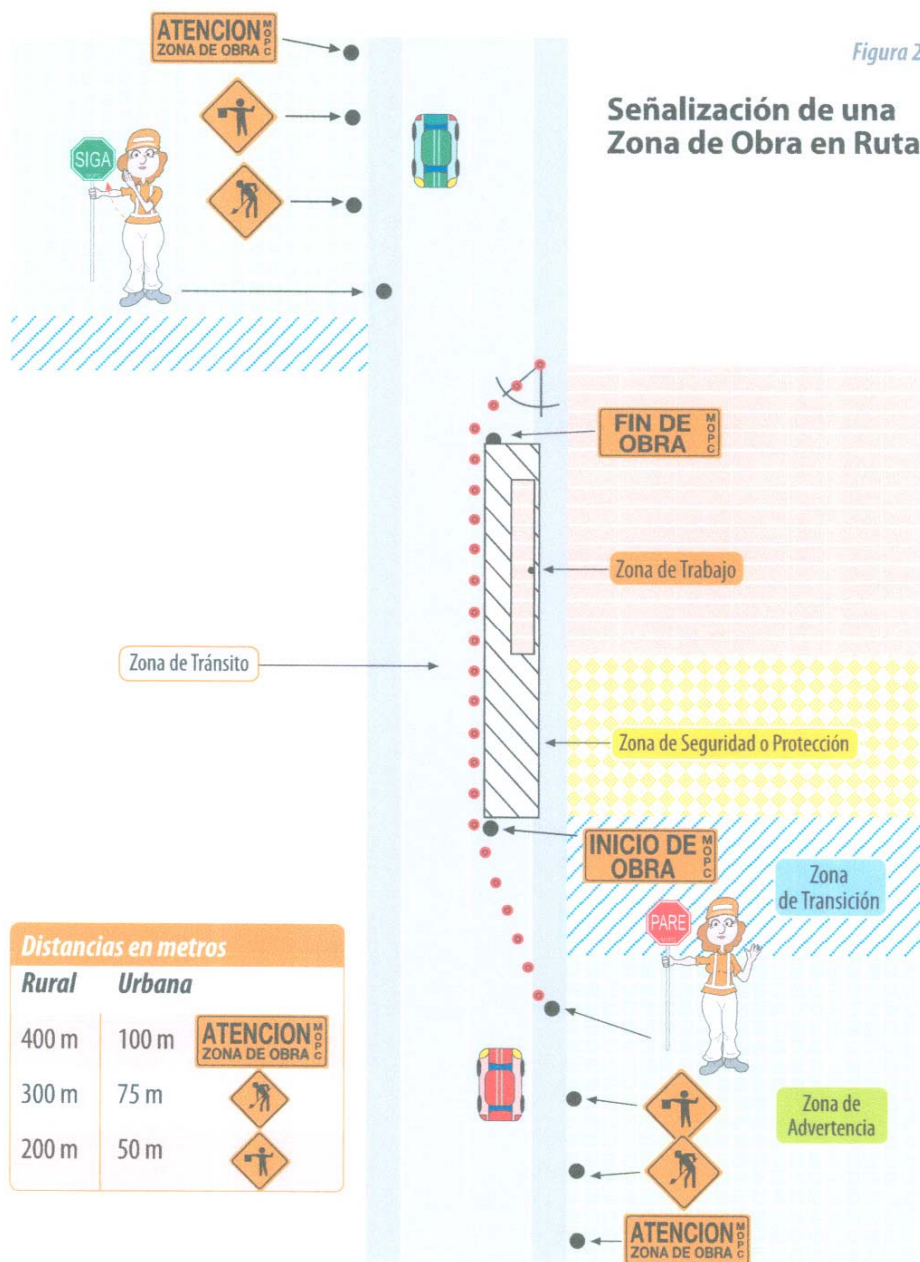 ATENCION MOPC
ZONA DE OBRA
Figura 2
Señalización de una
Zona de Obra en Ruta
SIGA
FIN DE MOPC
OBRA
Zona de Trabajo
Zona de Tránsito
Zona de Seguridad o Protección
INICIO DE MOPC
OBRA
Zona
de Transición
PARE
Distancias en metros
Rural Urbana
400 m 100 m ATENCION MOPC
ZONA DE OBRA
300 m 75 m
200 m 50 m
Zona de
Advertencia
ATENCION MOPC
ZONA DE OBRA